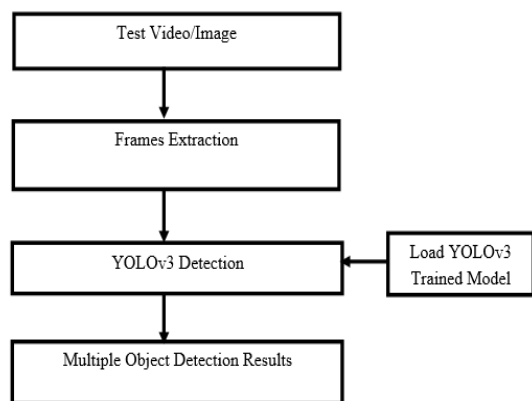 Test Video/Image
Frames Extraction
YOLOv3 Detection
Load YOLOv3
Trained Model
Multiple Object Detection Results